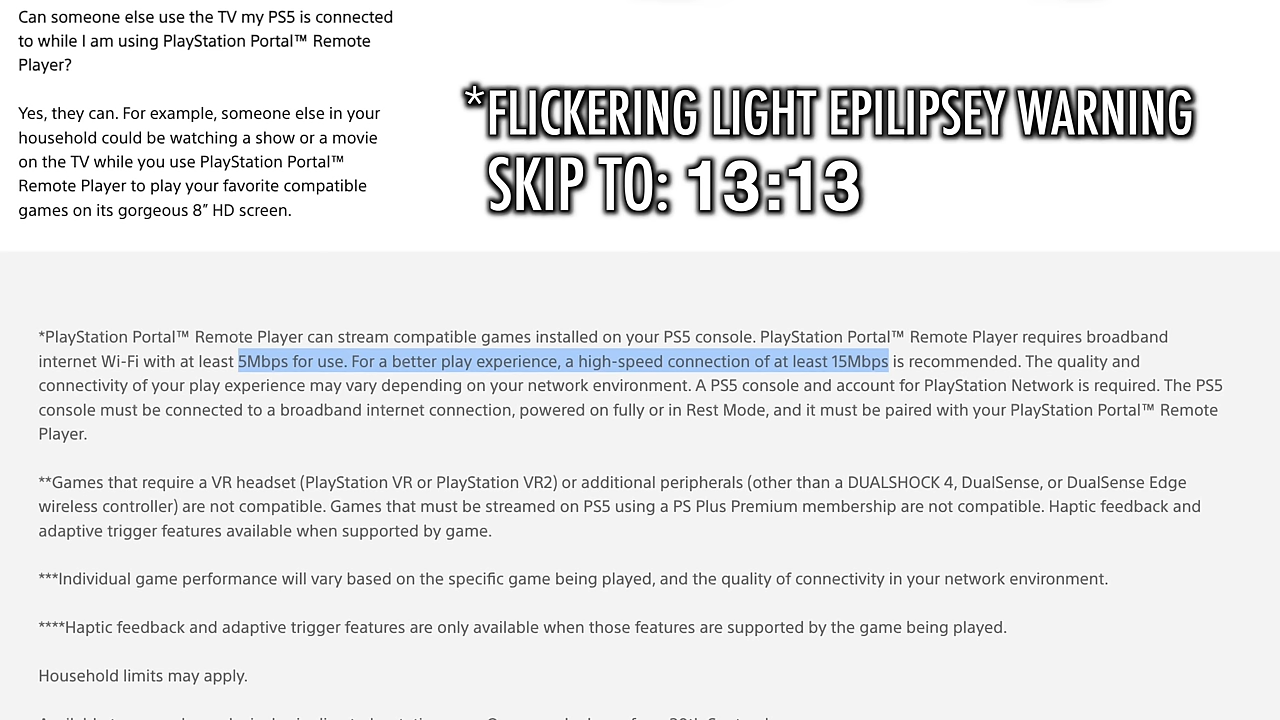 Can someone else use the TV my PS5 is connected
to while I am using PlayStation Portal™ Remote
Player?
Yes, they can. For example, someone else in your
household could be watching a show or a movie
on the TV while you use PlayStation Portal™
Remote Player to play your favorite compatible
games on its gorgeous 8” HD screen.
*FLICKERING LIGHT EPILIPSEY WARNING
SKIP TO: 13:13
*PlayStation Portal™ Remote Player can stream compatible games installed on your PS5 console. PlayStation Portal™ Remote Player requires broadband
internet Wi-Fi with at least 5Mbps for use. For a better play experience, a high-speed connection of at least 15Mbps is recommended. The quality and
connectivity of your play experience may vary depending on your network environment. A PS5 console and account for PlayStation Network is required. The PS5
console must be connected to a broadband internet connection, powered on fully or in Rest Mode, and it must be paired with your PlayStation Portal™ Remote
Player.
**Games that require a VR headset (PlayStation VR or PlayStation VR2) or additional peripherals (other than a DUALSHOCK 4, DualSense, or DualSense Edge
wireless controller) are not compatible. Games that must be streamed on PS5 using a PS Plus Premium membership are not compatible. Haptic feedback and
adaptive trigger features available when supported by game.
***Individual game performance will vary based on the specific game being played, and the quality of connectivity in your network environment.
****Haptic feedback and adaptive trigger features are only available when those features are supported by the game being played.
Household limits may apply.